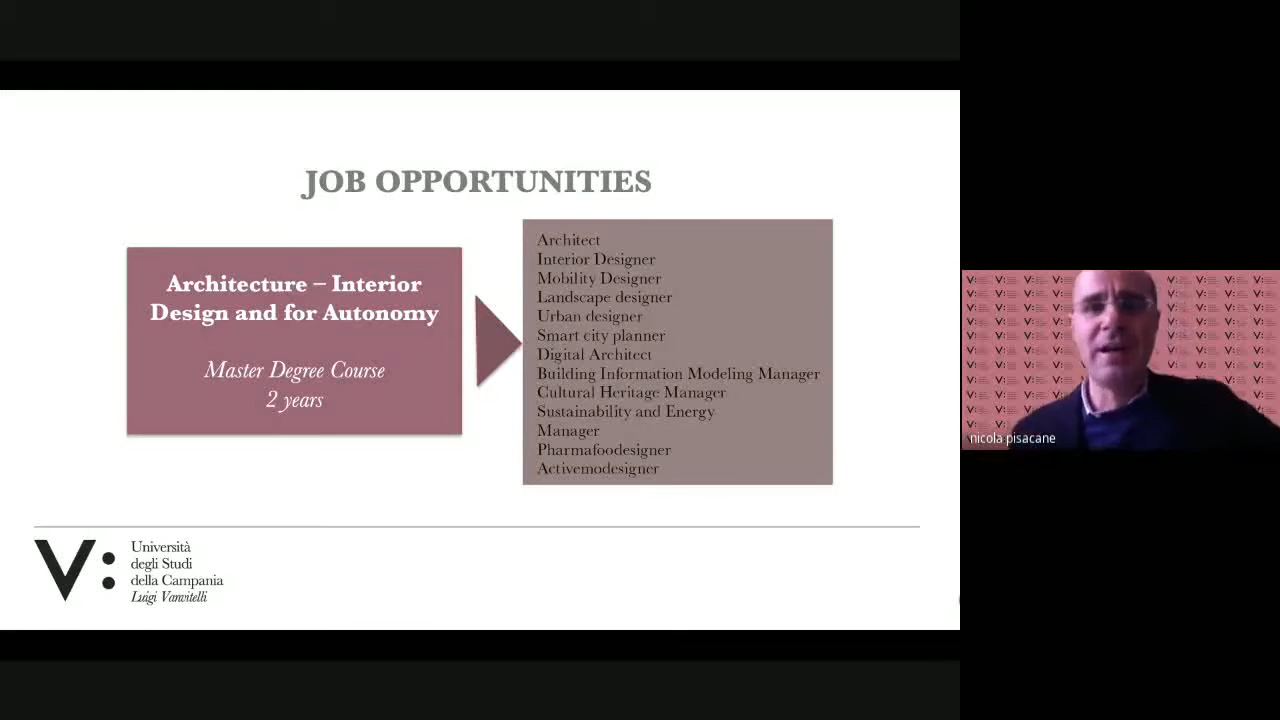 JOB OPPORTUNITIES
Architecture – Interior
Design and for Autonomy
Master Degree Course
2 years
Architect
Interior Designer
Mobility Designer
Landscape designer
Urban designer
Smart city planner
Digital Architect
Building Information Modeling Manager
Cultural Heritage Manager
Sustainability and Energy
Manager
Pharmafoodesigner
Activemodesigner
V:
Università
degli Studi
della Campania
Luigi Vanvitelli
nicola pisacane